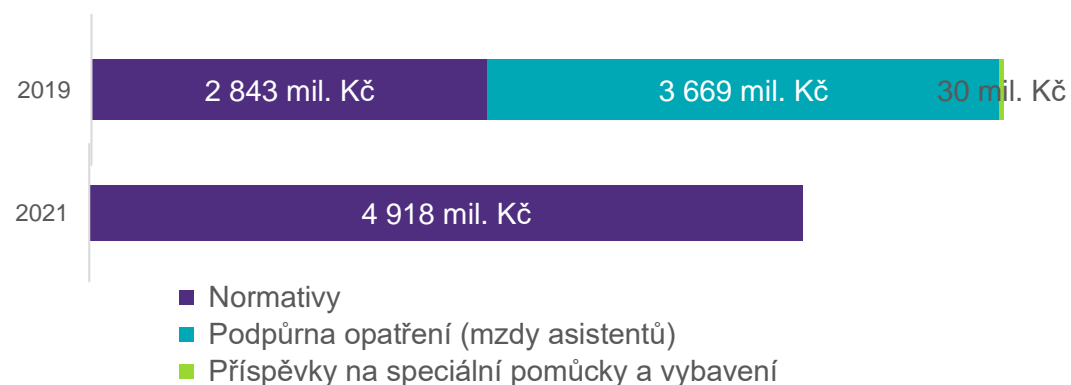 2019 2 843 mil. Kč 3 669 mil. Kč 30 mil. Kč
2021 4 918 mil. Kč
Normativy
Podpůrna opatření (mzdy asistentů)
Příspěvky na speciální pomůcky a vybavení